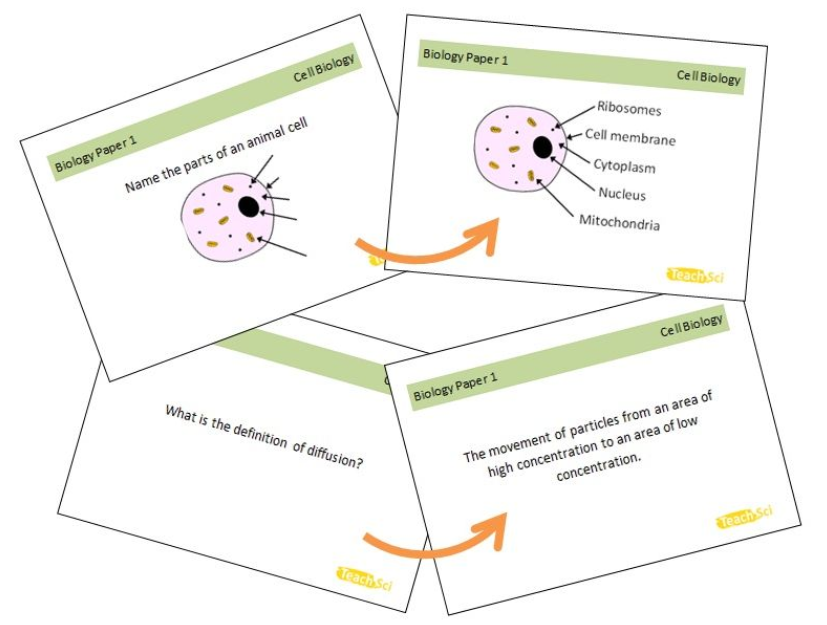 Biology Paper 1
Cell Biology
Name the parts of an animal cell
Biology Paper 1
Cell Biology
Ribosomes
Cell membrane
Cytoplasm
Nucleus
Mitochondria
TeachSci
What is the definition of diffusion?
TeachSci
Biology Paper 1
Cell Biology
The movement of particles from an area of
high concentration to an area of low
concentration.
TeachSci